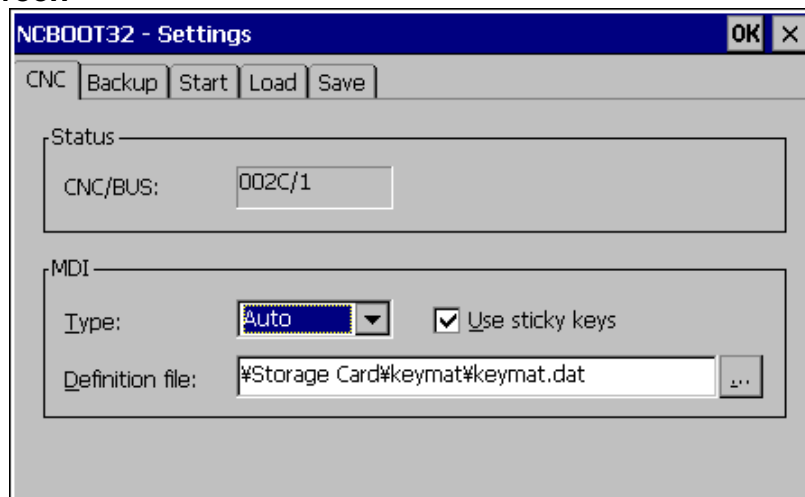 NCBOOT32 - Settings OK ×
CNC Backup Start Load Save
Status
CNC/BUS: 002C/1
MDI
Type: Auto Use sticky keys
Definition file: ¥Storage Card¥keymat¥keymat.dat ...